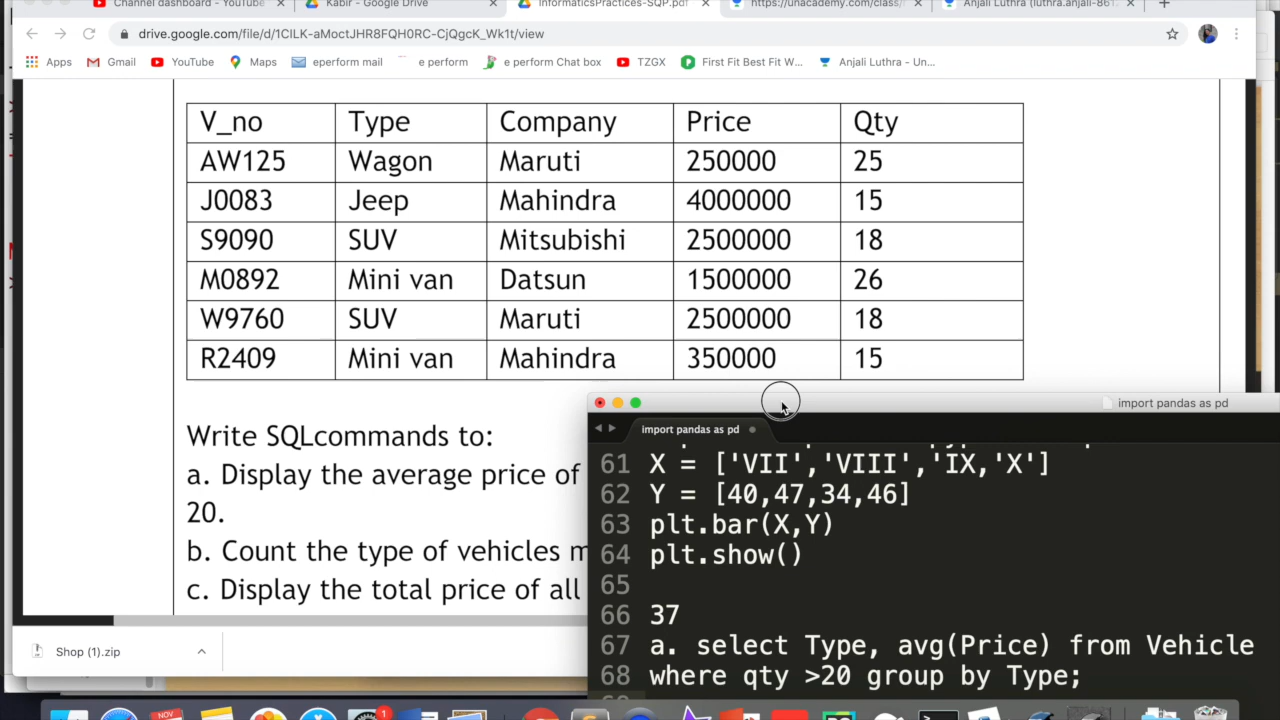 Channel dashboard - YouTube
Kabir - Google Drive
InformaticsPractices-SQP.pdf
https://unacademy.com/class/
Anjali Luthra (luthra.anjali-861
drive.google.com/file/d/1CILK-aMoctJHR8FQH0RC-CjQgcK_Wk1t/view
Apps Gmail YouTube Maps eperform mail e perform e perform Chat box TZGX First Fit Best Fit W... Anjali Luthra - Un...
V_no Type Company Price Qty
AW125 Wagon Maruti 250000 25
J0083 Jeep Mahindra 4000000 15
S9090 SUV Mitsubishi 2500000 18
M0892 Mini van Datsun 1500000 26
W9760 SUV Maruti 2500000 18
R2409 Mini van Mahindra 350000 15
Write SQLcommands to:
a. Display the average price of
20.
b. Count the type of vehicles m
c. Display the total price of all
Shop (1).zip
import pandas as pd
import pandas as pd
61 X = ['VII','VIII','IX,'X']
62 Y = [40,47,34,46]
63 plt.bar(X,Y)
64 plt.show()
65
66 37
67 a. select Type, avg(Price) from Vehicle
68 where qty >20 group by Type;
NOV
1